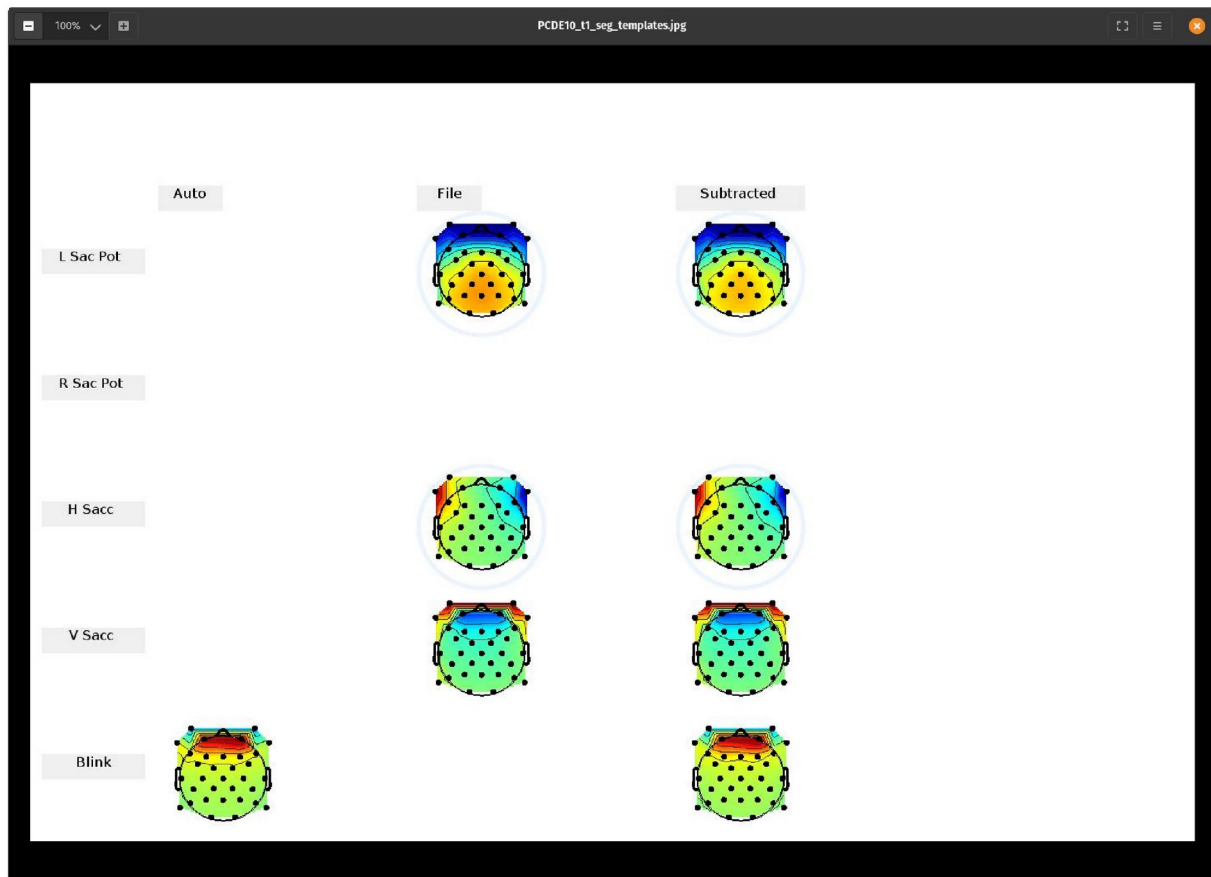 100% PCDE10_t1_seg_templates.jpg
Auto File Subtracted
L Sac Pot
R Sac Pot
H Sacc
V Sacc
Blink